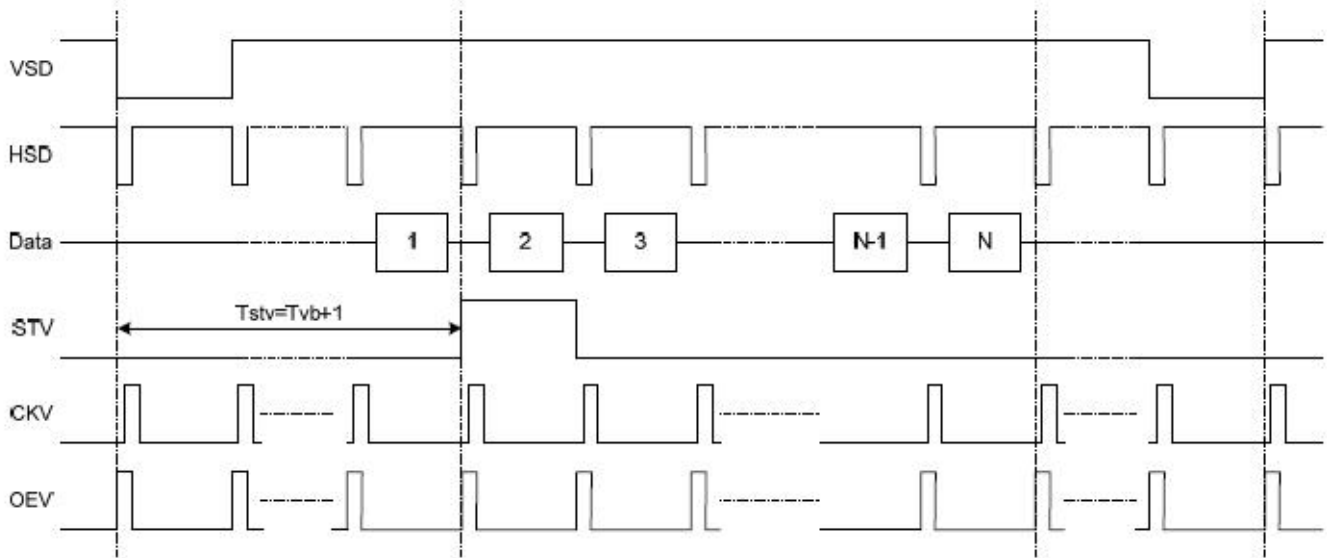 VSD
HSD
Data 1 2 3 N-1 N
Tstv=Tvb+1
STV
CKV
OEV